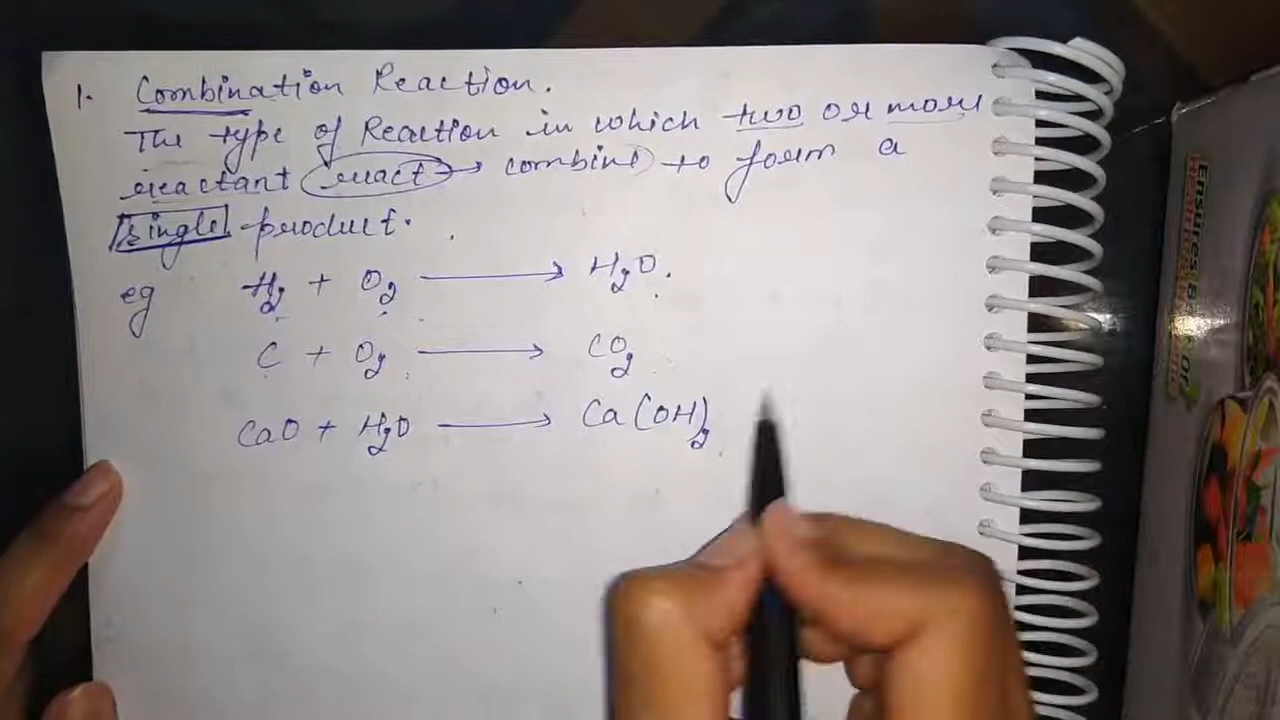 1. Combination Reaction.
The type of Reaction in which two or more
reactant react → combine to form a
single product.
eg H₂ + O₂ ⟶ H₂O.
C + O₂ ⟶ CO₂
CaO + H₂O ⟶ Ca(OH)₂
Ensures B